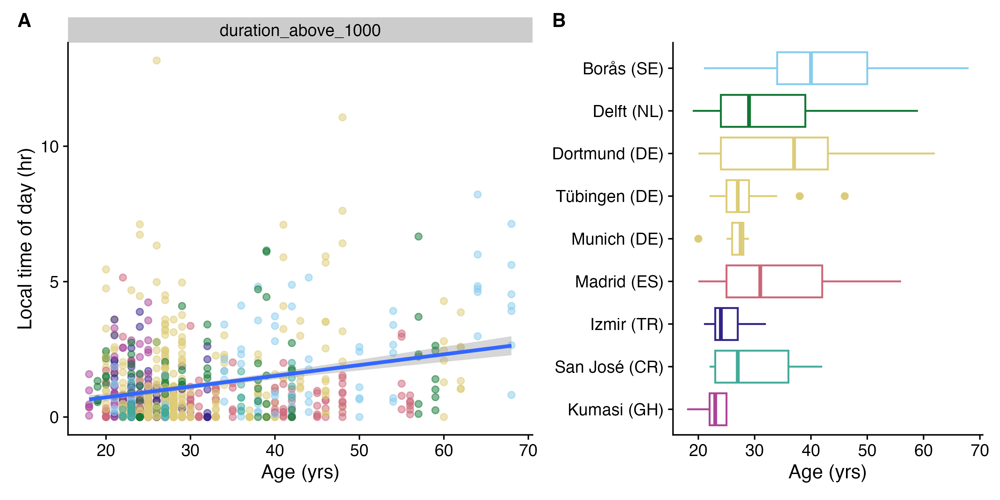 A
duration_above_1000
Local time of day (hr)
10
5
0
20 30 40 50 60 70
Age (yrs)
B
Borås (SE)
Delft (NL)
Dortmund (DE)
Tübingen (DE)
Munich (DE)
Madrid (ES)
Izmir (TR)
San José (CR)
Kumasi (GH)
20 30 40 50 60 70
Age (yrs)